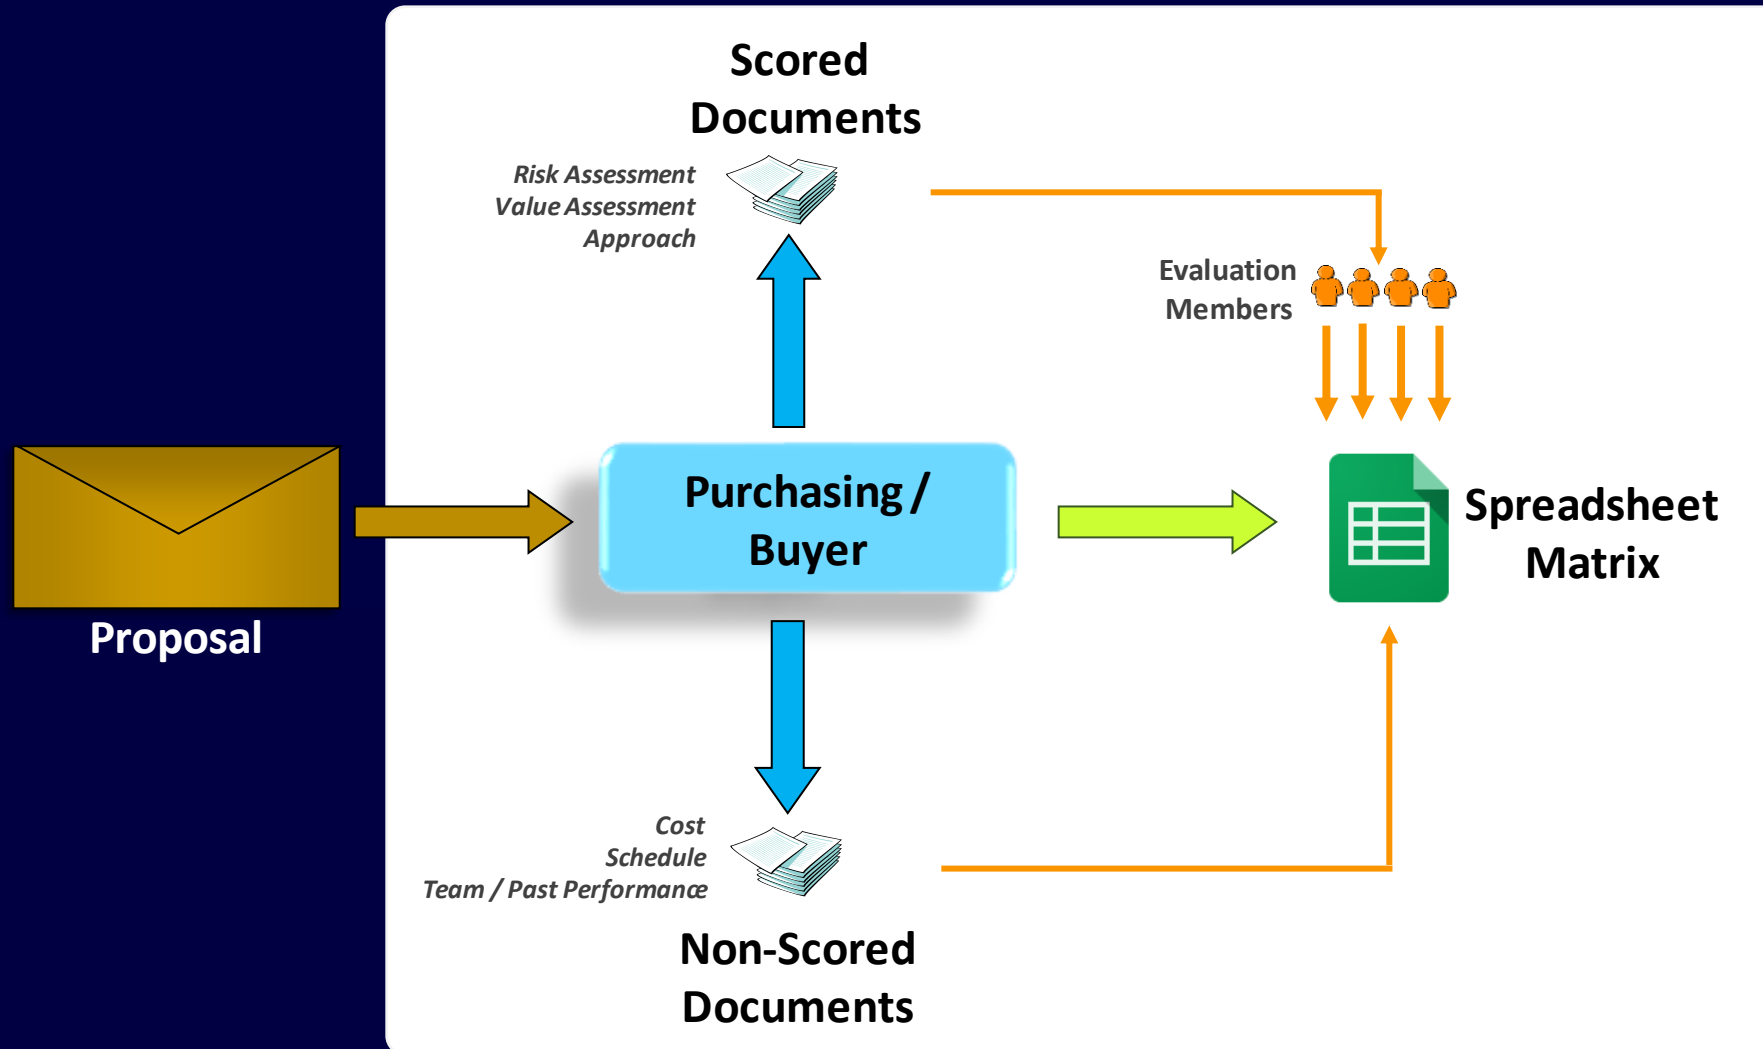 Scored
Documents
Risk Assessment
Value Assessment
Approach
Evaluation
Members
Proposal
Purchasing /
Buyer
Spreadsheet
Matrix
Cost
Schedule
Team / Past Performance
Non-Scored
Documents